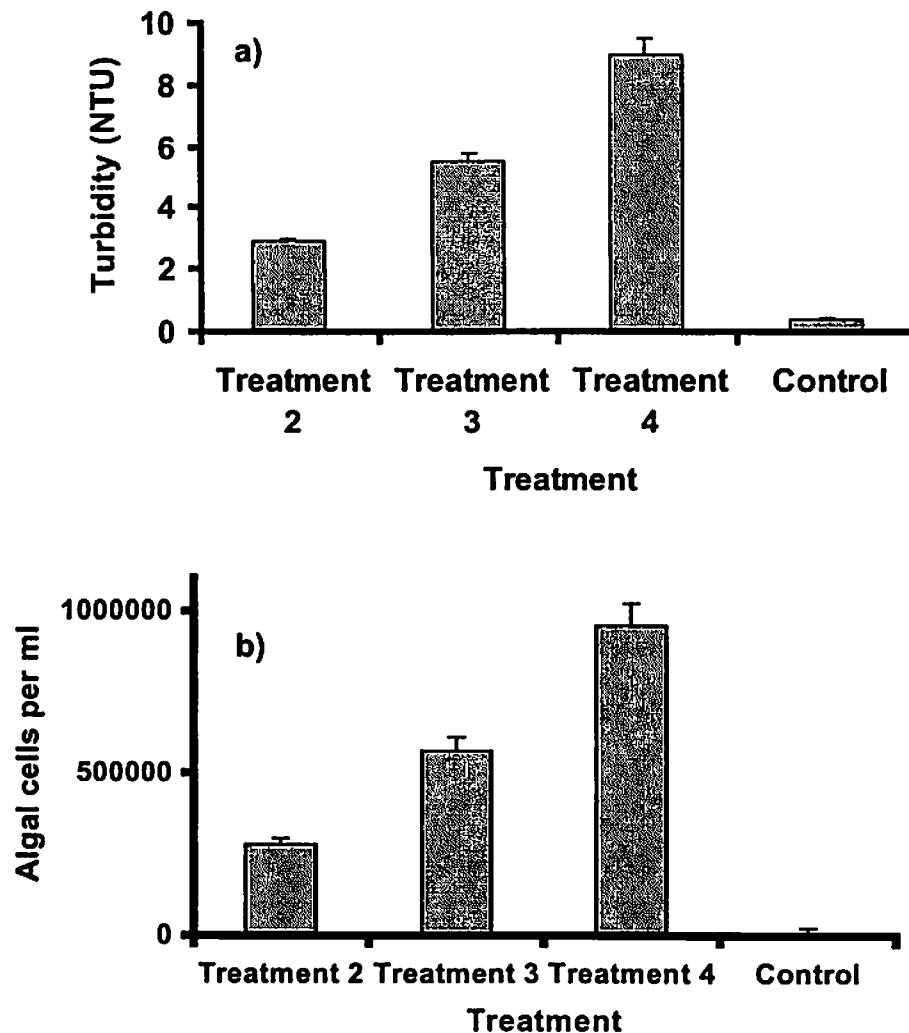 a)
Turbidity (NTU)
10
8
6
4
2
0
Treatment 2
Treatment 3
Treatment 4
Control
Treatment
b)
Algal cells per ml
1000000
500000
0
Treatment 2 Treatment 3 Treatment 4 Control
Treatment